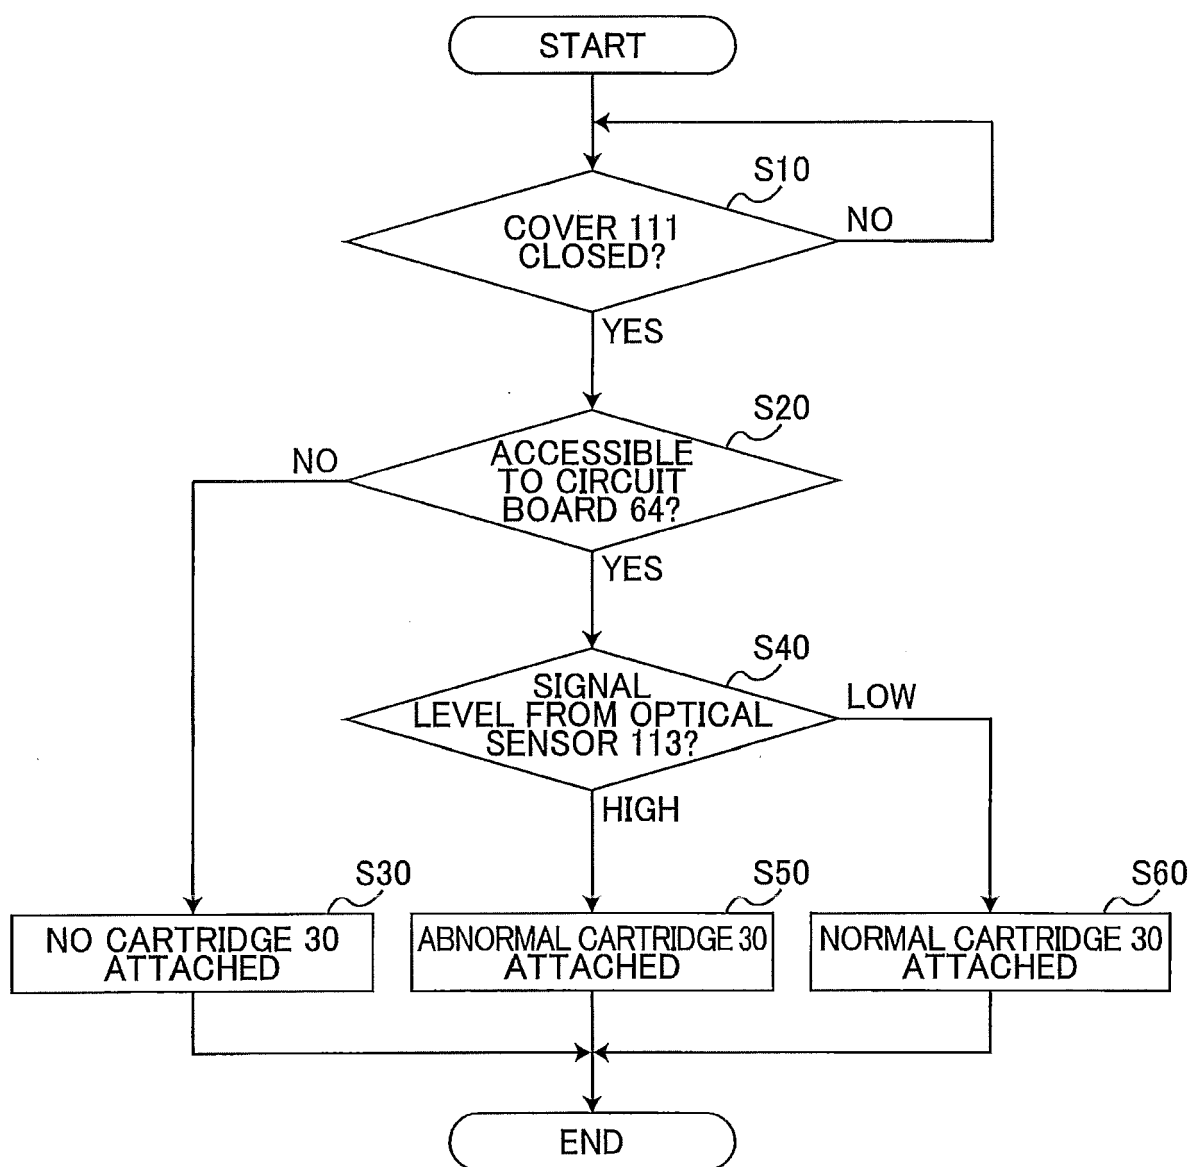 START
S10
COVER 111
CLOSED?
NO
YES
S20
NO
ACCESSIBLE
TO CIRCUIT
BOARD 64?
YES
S40
SIGNAL
LEVEL FROM OPTICAL
SENSOR 113?
LOW
HIGH
S30
NO CARTRIDGE 30
ATTACHED
S50
ABNORMAL CARTRIDGE 30
ATTACHED
S60
NORMAL CARTRIDGE 30
ATTACHED
END